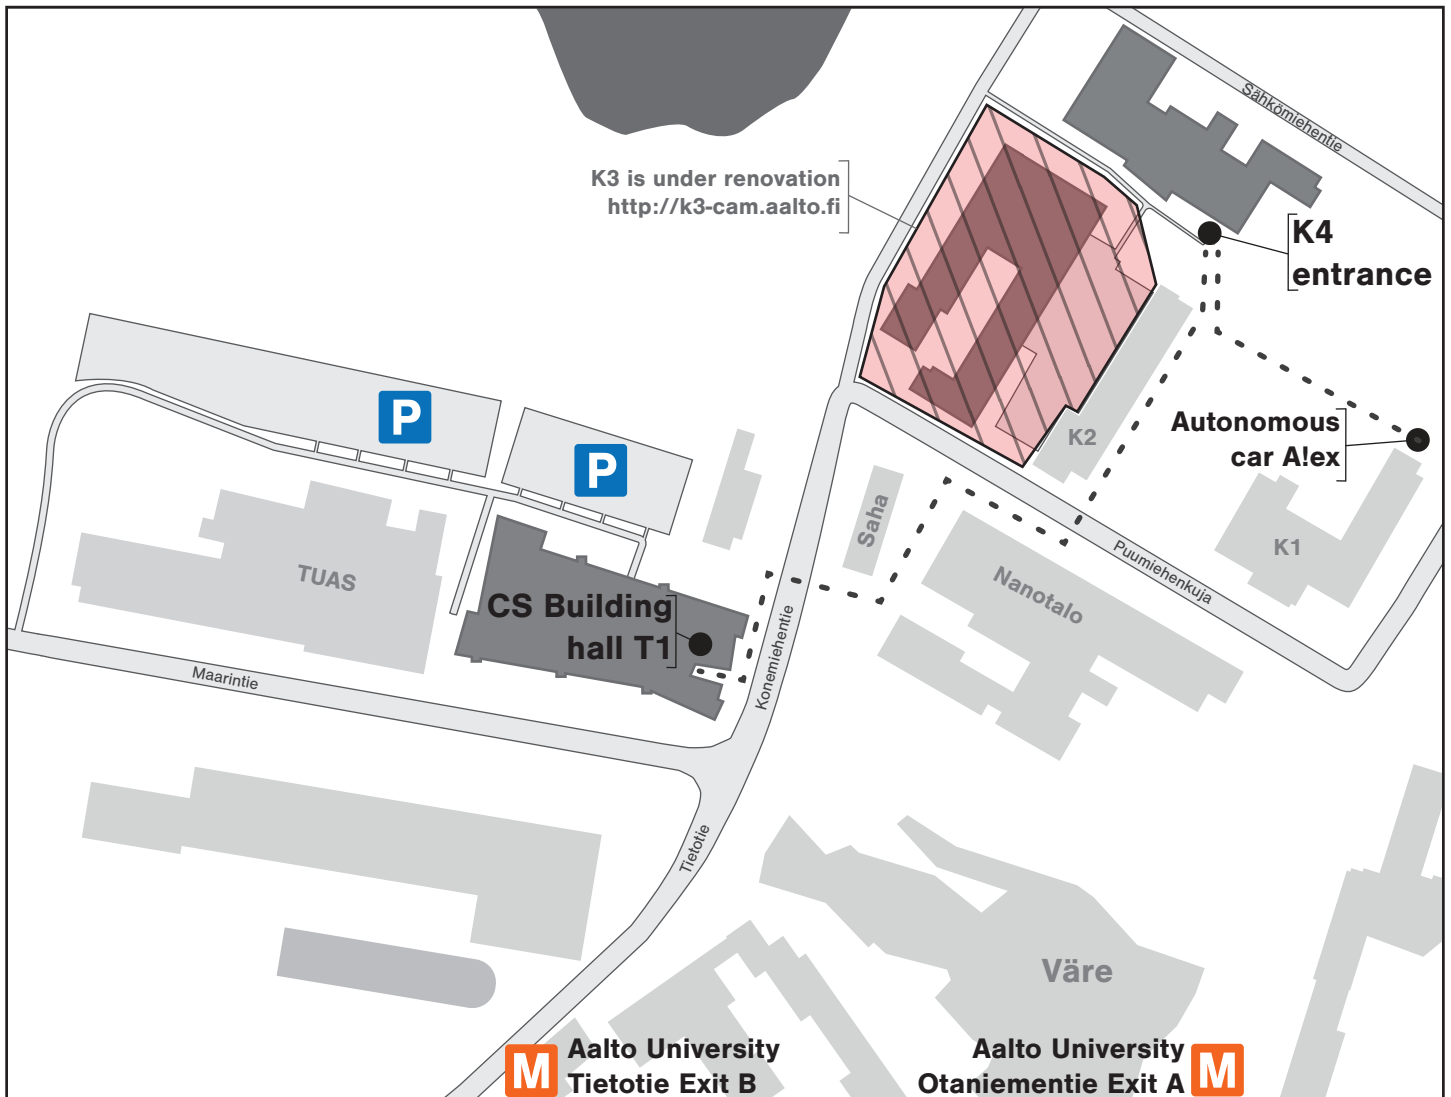 Sähkömiehentie
K3 is under renovation
http://k3-cam.aalto.fi
K4
entrance
P
P
Autonomous
car A!ex
K2
Saha
K1
Puumiehenkuja
Nanotalo
TUAS
CS Building
hall T1
Konemiehentie
Maarintie
Tietotie
Väre
M
Aalto University
Tietotie Exit B
Aalto University
Otaniementie Exit A
M